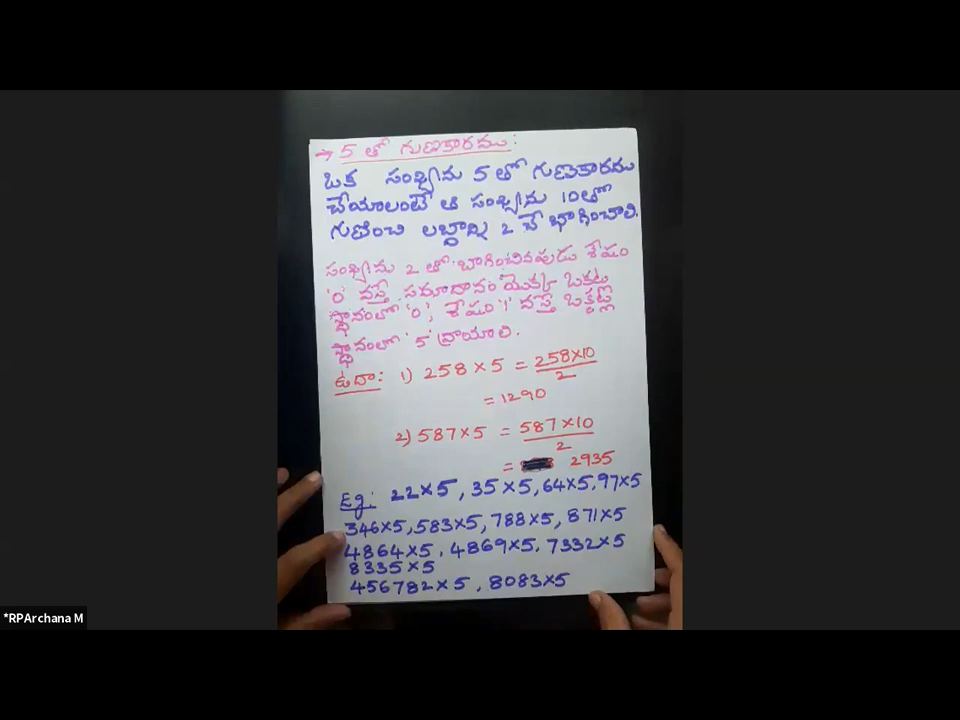 → 5 తో గుణకారము:
ఒక సంఖ్యను 5 తో గుణకారము
చేయాలంటే ఆ సంఖ్యను 10తో
గుణించి లబ్ధాన్ని 2 చే భాగించాలి.
సంఖ్యను 2 తో భాగించినపుడు శేషం
'0' వస్తే సమాదానం యొక్క ఒకట్ల
స్థానంలో '0', శేషం '1' వస్తే ఒకట్ల
స్థానంలో '5' వ్రాయాలి.
ఉదా: 1) 258 × 5 = 258×10 / 2
= 1290
2) 587×5 = 587×10 / 2
= 2935
Eg: 22×5, 35×5, 64×5, 97×5
346×5, 583×5, 788×5, 871×5
4864×5, 4869×5, 7332×5
8335×5
456782×5, 8083×5
*RPArchana M